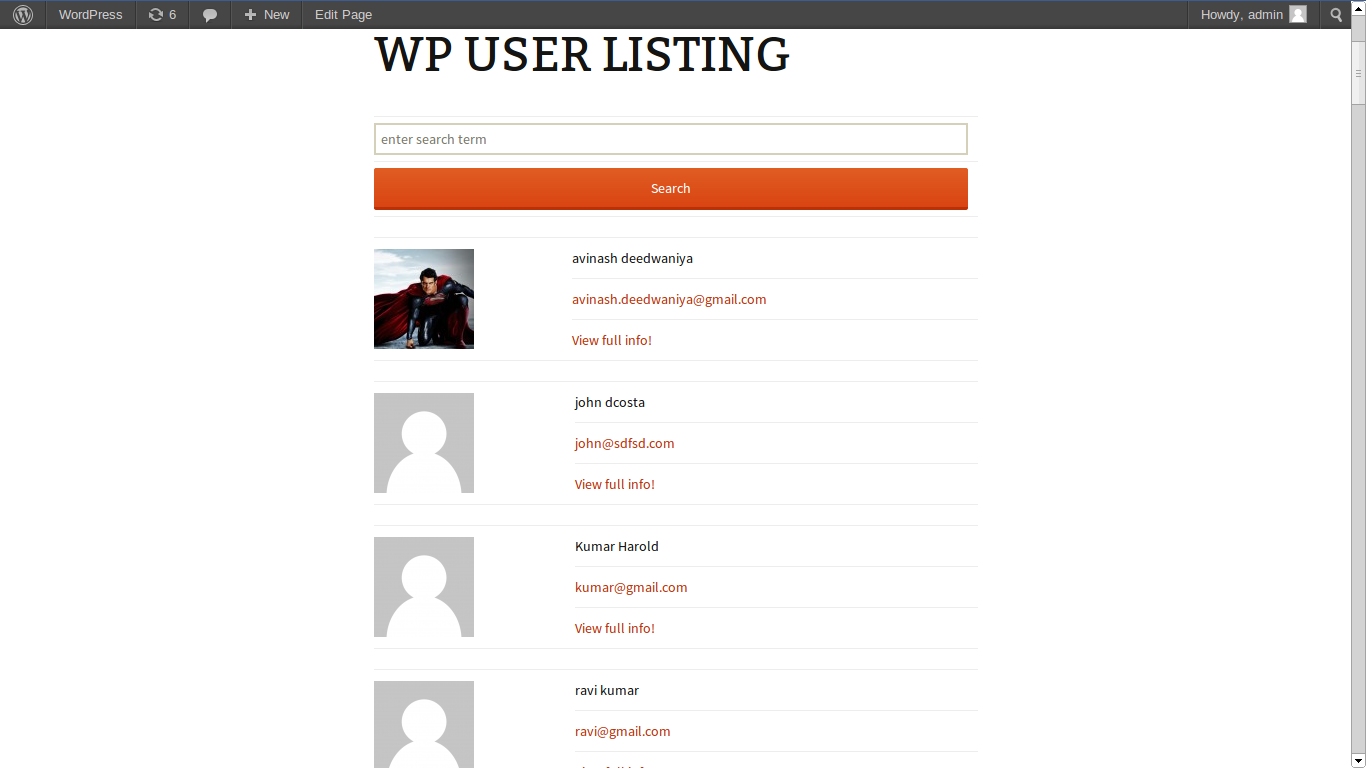 WordPress 6 New Edit Page Howdy, admin
WP USER LISTING
enter search term
Search
avinash deedwaniya
avinash.deedwaniya@gmail.com
View full info!
john dcosta
john@sdfsd.com
View full info!
Kumar Harold
kumar@gmail.com
View full info!
ravi kumar
ravi@gmail.com